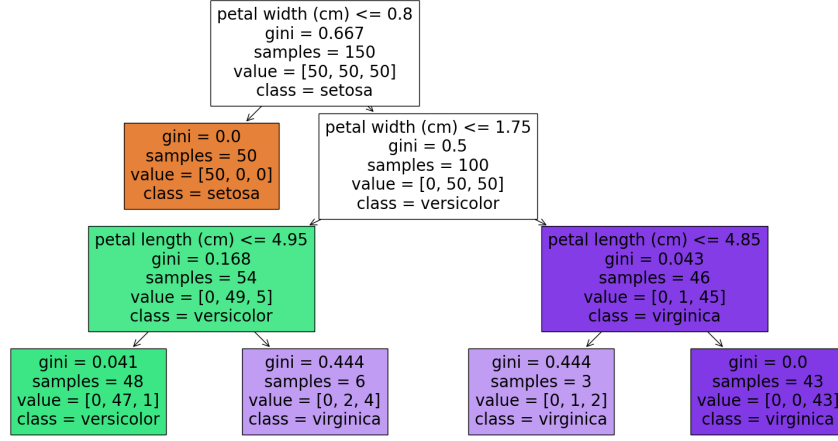 petal width (cm) <= 0.8
gini = 0.667
samples = 150
value = [50, 50, 50]
class = setosa
gini = 0.0
samples = 50
value = [50, 0, 0]
class = setosa
petal width (cm) <= 1.75
gini = 0.5
samples = 100
value = [0, 50, 50]
class = versicolor
petal length (cm) <= 4.95
gini = 0.168
samples = 54
value = [0, 49, 5]
class = versicolor
petal length (cm) <= 4.85
gini = 0.043
samples = 46
value = [0, 1, 45]
class = virginica
gini = 0.041
samples = 48
value = [0, 47, 1]
class = versicolor
gini = 0.444
samples = 6
value = [0, 2, 4]
class = virginica
gini = 0.444
samples = 3
value = [0, 1, 2]
class = virginica
gini = 0.0
samples = 43
value = [0, 0, 43]
class = virginica